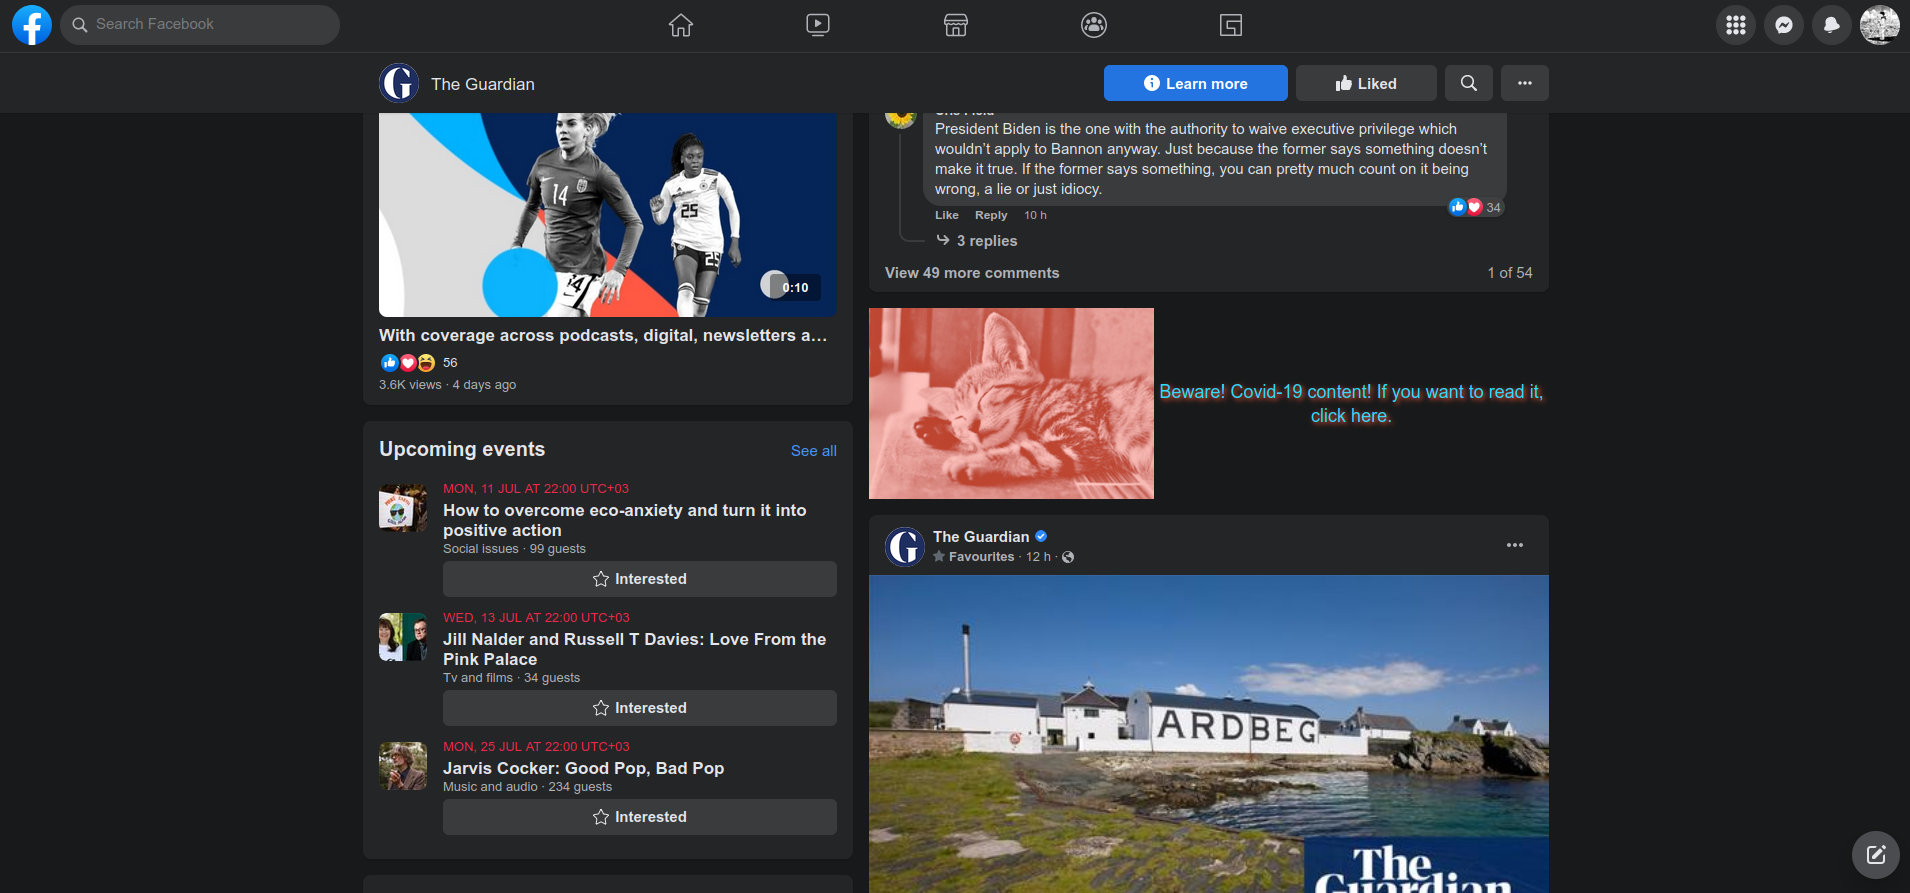 Search Facebook
The Guardian
Learn more
Liked
14
25
25
14
0:10
With coverage across podcasts, digital, newsletters a...
56
3.6K views · 4 days ago
Upcoming events
See all
MON, 11 JUL AT 22:00 UTC+03
How to overcome eco-anxiety and turn it into
positive action
Social issues · 99 guests
Interested
WED, 13 JUL AT 22:00 UTC+03
Jill Nalder and Russell T Davies: Love From the
Pink Palace
Tv and films · 34 guests
Interested
MON, 25 JUL AT 22:00 UTC+03
Jarvis Cocker: Good Pop, Bad Pop
Music and audio · 234 guests
Interested
President Biden is the one with the authority to waive executive privilege which
wouldn't apply to Bannon anyway. Just because the former says something doesn't
make it true. If the former says something, you can pretty much count on it being
wrong, a lie or just idiocy.
34
Like Reply 10 h
3 replies
View 49 more comments
1 of 54
Beware! Covid-19 content! If you want to read it,
click here.
The Guardian
Favourites · 12 h ·
ARDBEG
The
Guardian